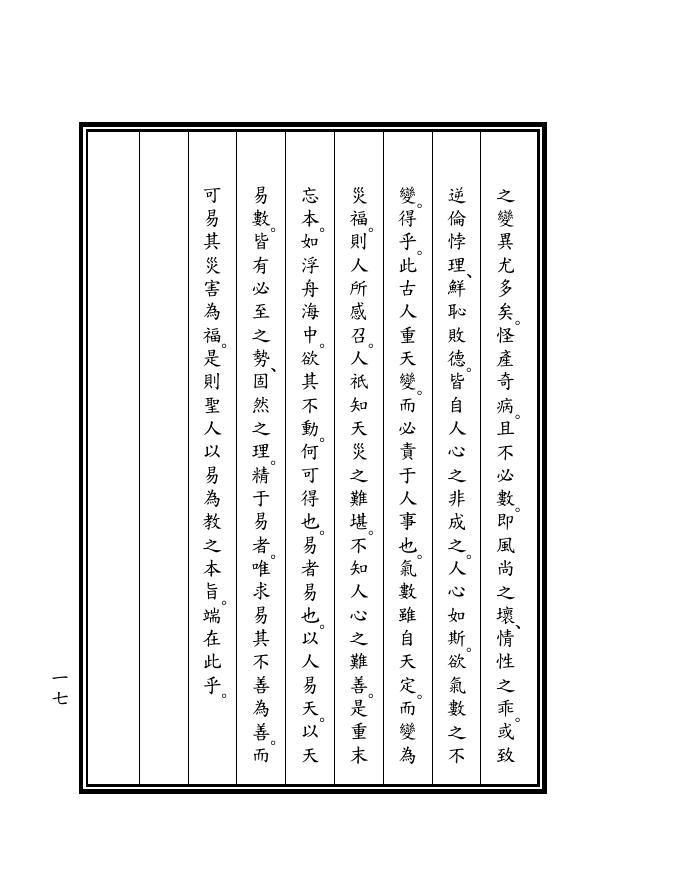 之變異尤多矣。怪產奇病。且不必數。即風尚之壞、情性之乖。或致
逆倫悖理、鮮恥敗德。皆自人心之非成之。人心如斯。欲氣數之不
變。得乎。此古人重天變。而必責于人事也。氣數雖自天定。而變為
災福。則人所感召。人祇知天災之難堪。不知人心之難善。是重末
忘本。如浮舟海中。欲其不動。何可得也。易者易也。以人易天。以天
易數。皆有必至之勢、固然之理。精于易者。唯求易其不善為善。而
可易其災害為福。是則聖人以易為教之本旨。端在此乎。
一七